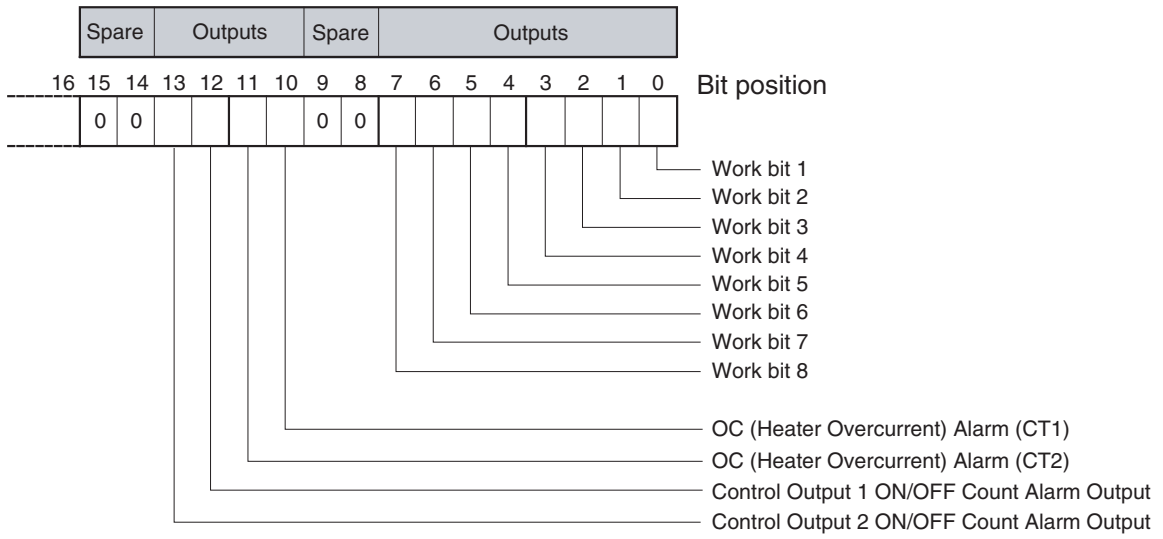 Spare Outputs Spare Outputs
16 15 14 13 12 11 10 9 8 7 6 5 4 3 2 1 0 Bit position
0 0 0 0
Work bit 1
Work bit 2
Work bit 3
Work bit 4
Work bit 5
Work bit 6
Work bit 7
Work bit 8
OC (Heater Overcurrent) Alarm (CT1)
OC (Heater Overcurrent) Alarm (CT2)
Control Output 1 ON/OFF Count Alarm Output
Control Output 2 ON/OFF Count Alarm Output